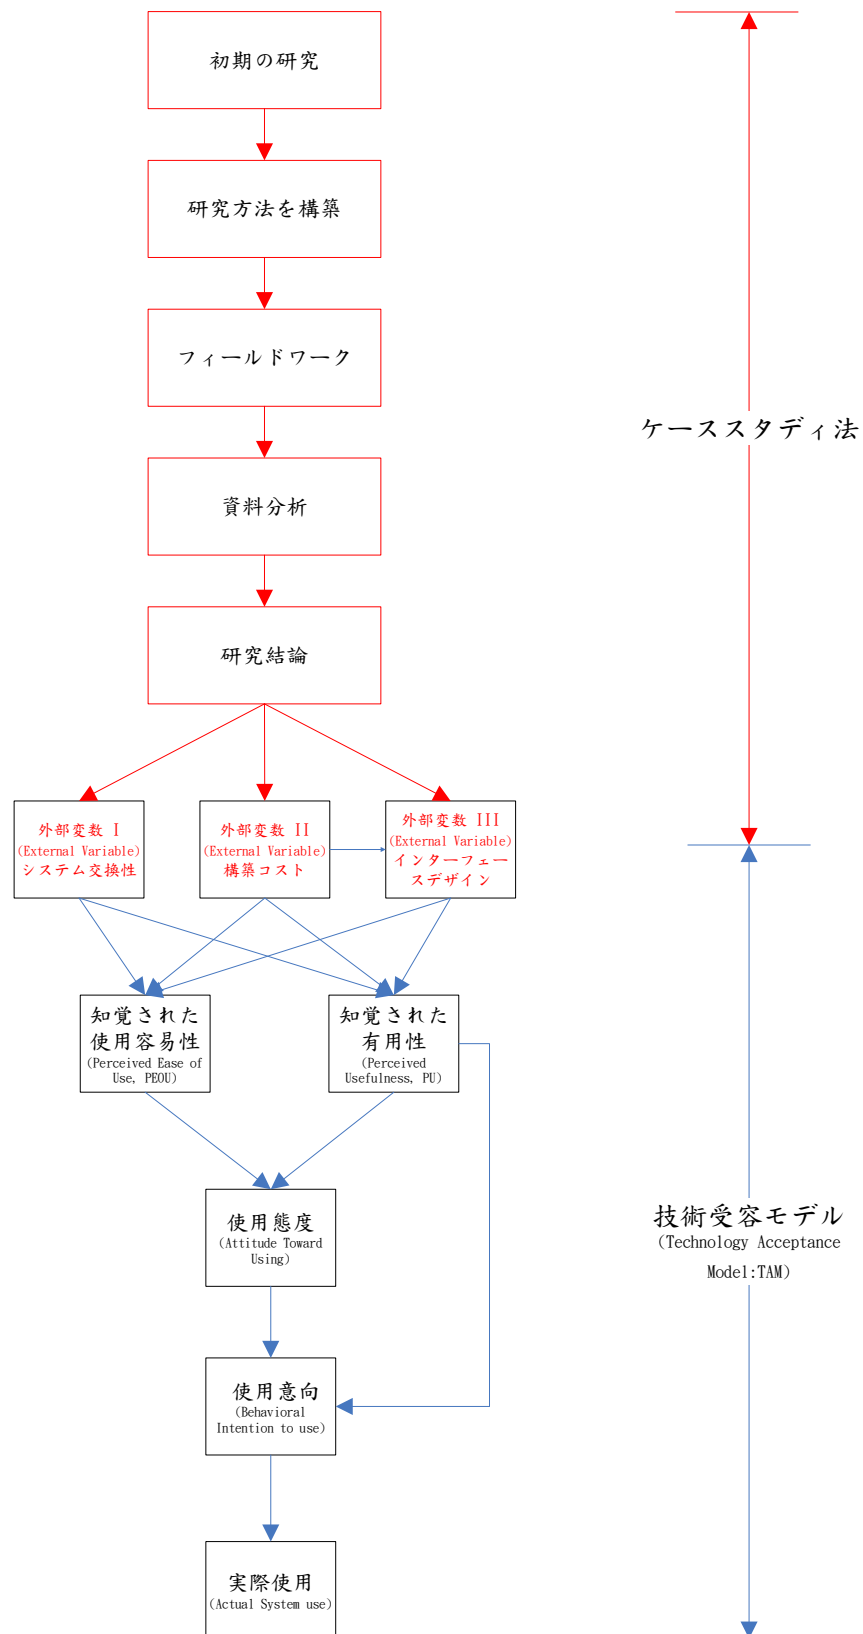 初期の研究
研究方法を構築
フィールドワーク
ケーススタディ法
資料分析
研究結論
外部変数 I
(External Variable)
システム交換性
外部変数 II
(External Variable)
構築コスト
外部変数 III
(External Variable)
インターフェー
スデザイン
知覚された
使用容易性
(Perceived Ease of
Use, PEOU)
知覚された
有用性
(Perceived
Usefulness, PU)
使用態度
(Attitude Toward
Using)
技術受容モデル
(Technology Acceptance
Model:TAM)
使用意向
(Behavioral
Intention to use)
実際使用
(Actual System use)